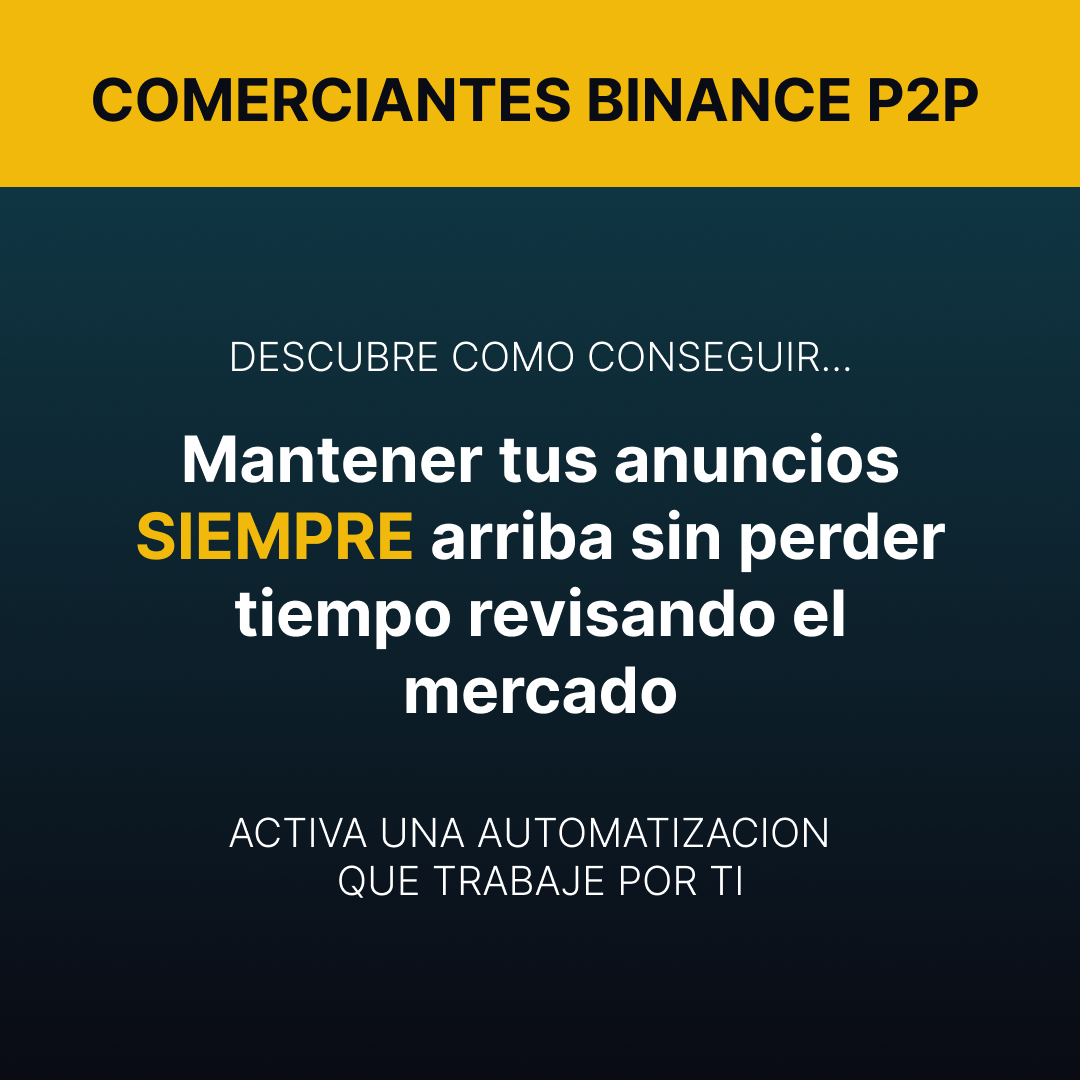 COMERCIANTES BINANCE P2P
DESCUBRE COMO CONSEGUIR...
Mantener tus anuncios
SIEMPRE arriba sin perder
tiempo revisando el
mercado
ACTIVA UNA AUTOMATIZACION
QUE TRABAJE POR TI